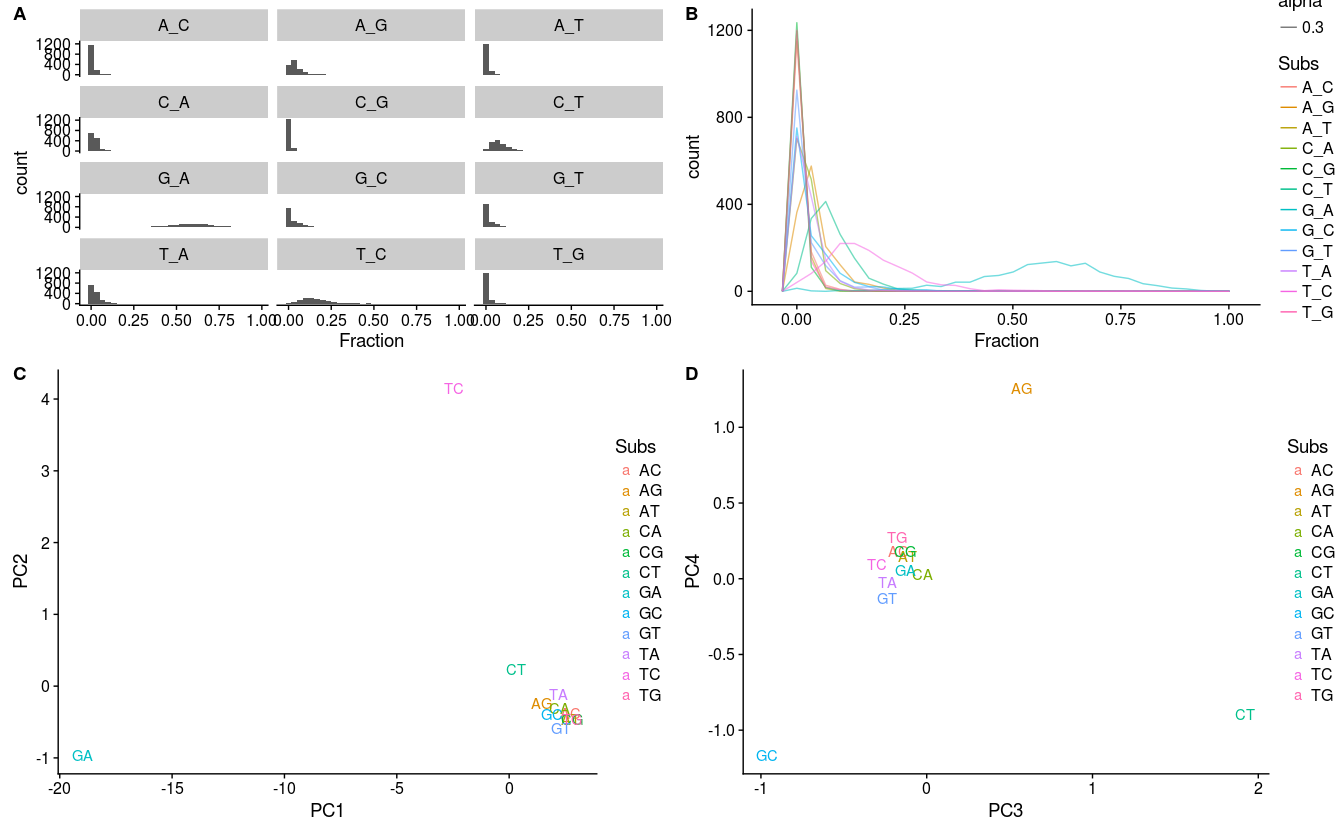 A
A_C
A_G
A_T
1200
800
400
0
C_A
C_G
C_T
1200
800
400
0
G_A
G_C
G_T
1200
800
400
0
T_A
T_C
T_G
1200
800
400
0
0.00 0.25 0.50 0.75 1.00
0.00 0.25 0.50 0.75 1.00
0.00 0.25 0.50 0.75 1.00
count
Fraction
B
1200
800
400
0
0.00 0.25 0.50 0.75 1.00
count
Fraction
alpha
0.3
Subs
A_C
A_G
A_T
C_A
C_G
C_T
G_A
G_C
G_T
T_A
T_C
T_G
C
TC
CT
TA
AG
CA
AC
GC
TG
GT
GA
4
3
2
1
0
-1
-20 -15 -10 -5 0
PC2
PC1
Subs
a AC
a AG
a AT
a CA
a CG
a CT
a GA
a GC
a GT
a TA
a TC
a TG
D
AG
TG
AC
CG
AT
TC
GA
CA
TA
GT
CT
GC
1.0
0.5
0.0
-0.5
-1.0
-1 0 1 2
PC4
PC3
Subs
a AC
a AG
a AT
a CA
a CG
a CT
a GA
a GC
a GT
a TA
a TC
a TG